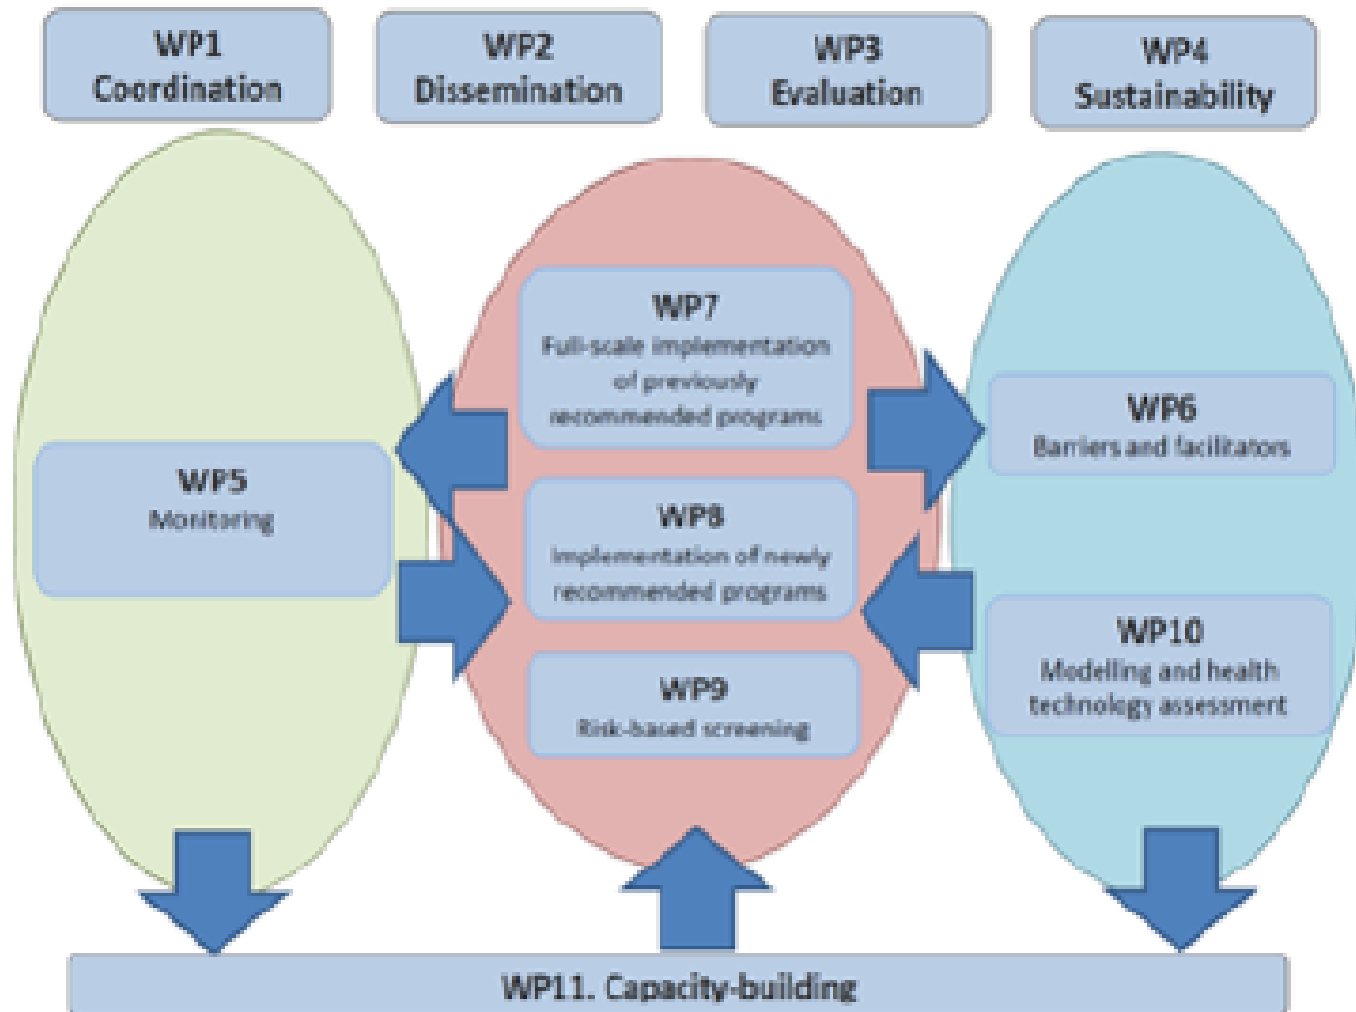 WP1
Coordination
WP2
Dissemination
WP3
Evaluation
WP4
Sustainability
WP5
Monitoring
WP7
Full-scale implementation
of previously
recommended programs
WP8
Implementation of newly
recommended programs
WP9
Risk-based screening
WP6
Barriers and facilitators
WP10
Modelling and health
technology assessment
WP11. Capacity-building